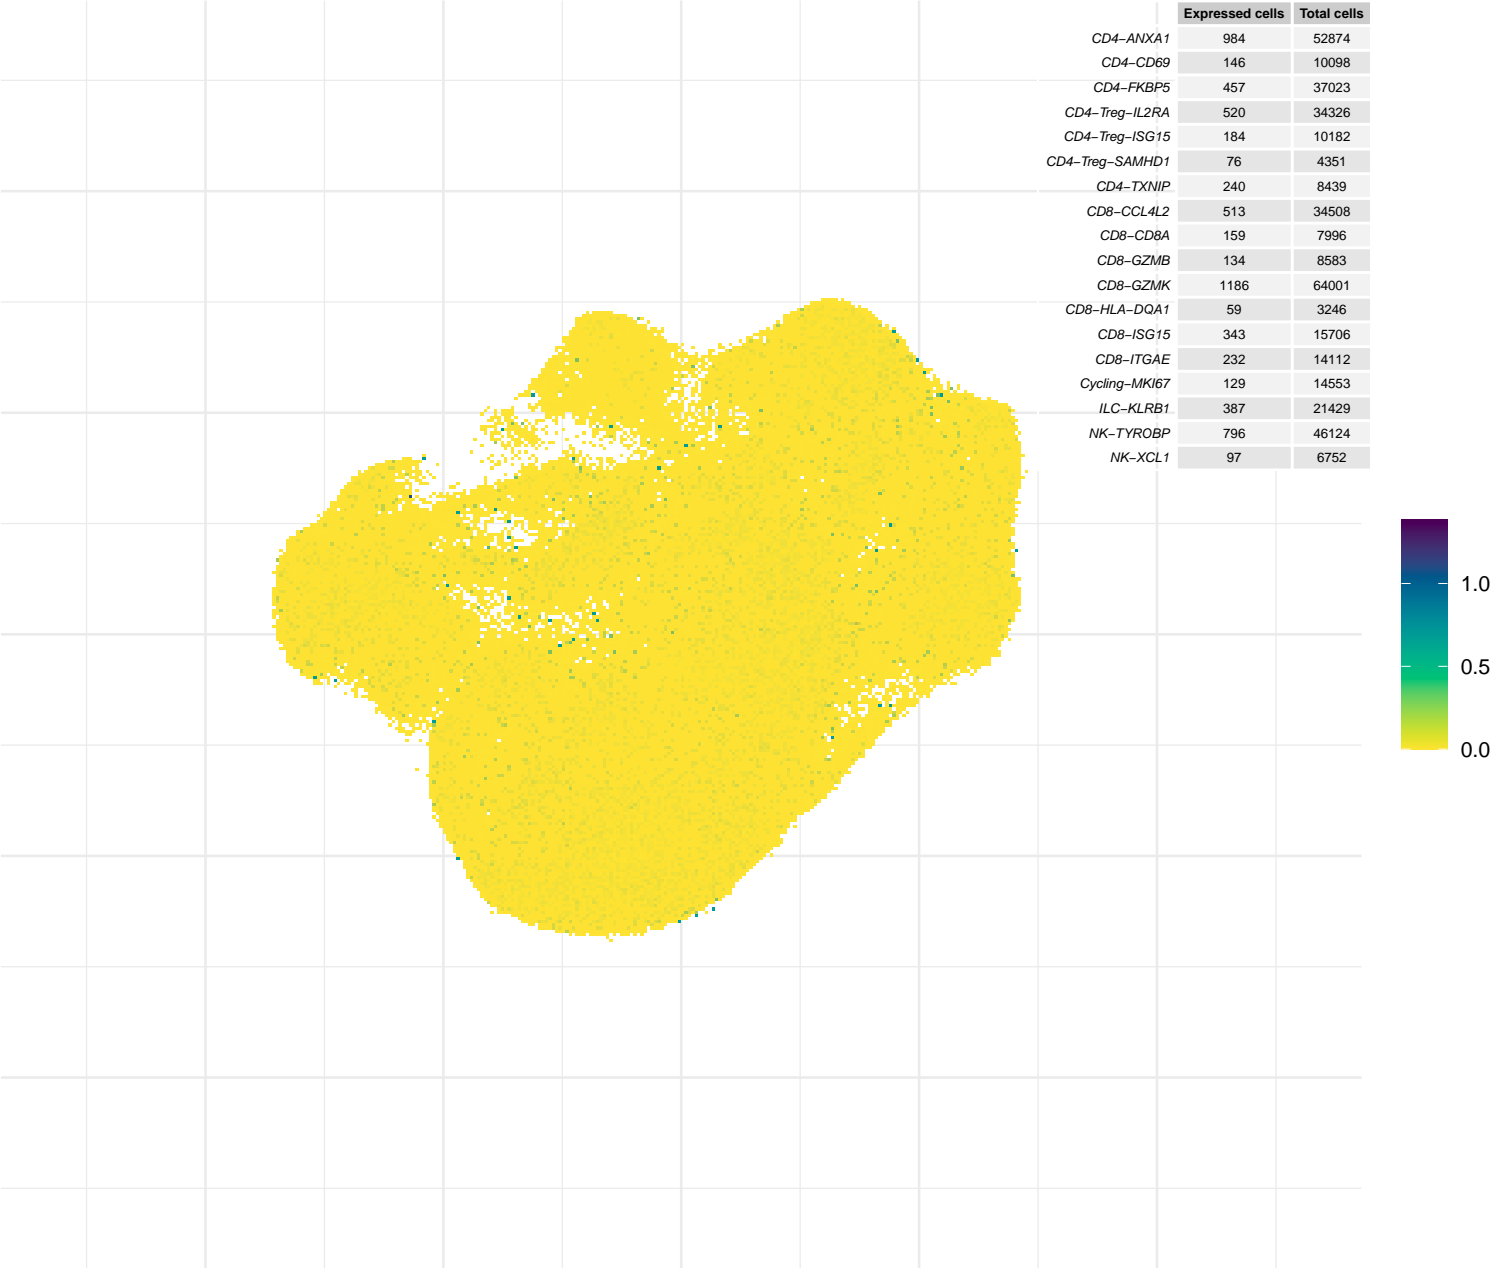 Expressed cells Total cells
CD4−ANXA1 984 52874
CD4−CD69 146 10098
CD4−FKBP5 457 37023
CD4−Treg−IL2RA 520 34326
CD4−Treg−ISG15 184 10182
CD4−Treg−SAMHD1 76 4351
CD4−TXNIP 240 8439
CD8−CCL4L2 513 34508
CD8−CD8A 159 7996
CD8−GZMB 134 8583
CD8−GZMK 1186 64001
CD8−HLA−DQA1 59 3246
CD8−ISG15 343 15706
CD8−ITGAE 232 14112
Cycling−MKI67 129 14553
ILC−KLRB1 387 21429
NK−TYROBP 796 46124
NK−XCL1 97 6752
1.0
0.5
0.0